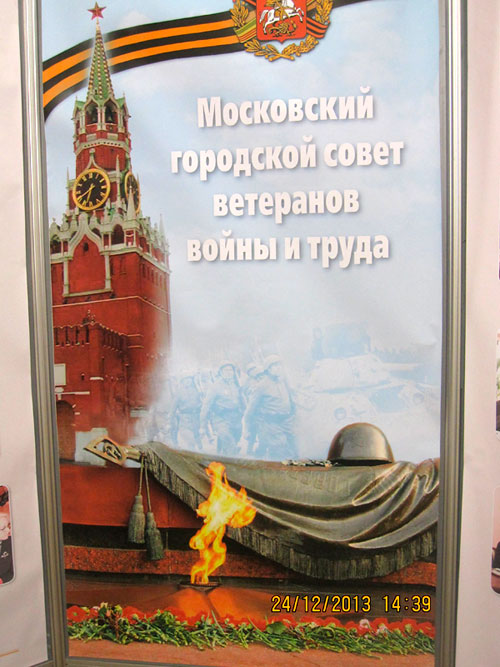 Московский
городской совет
ветеранов
войны и труда
24/12/2013 14:39